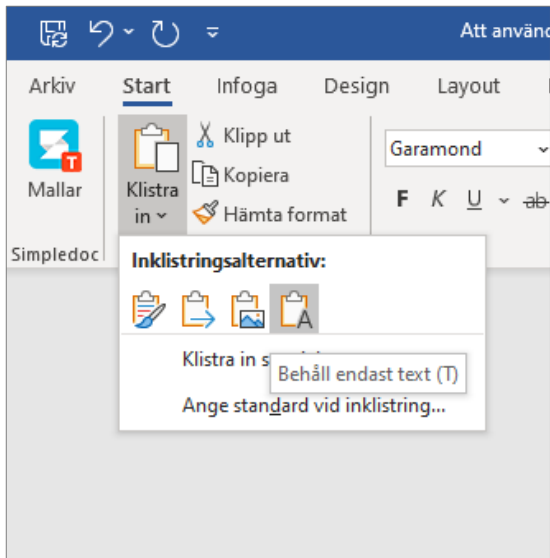 Att använd
Arkiv Start Infoga Design Layout
Mallar
Simpledoc
Klistra
in
Klipp ut
Kopiera
Hämta format
Garamond
F K U ab
Inklistringsalternativ:
Klistra in s
Behåll endast text (T)
Ange standard vid inklistring...